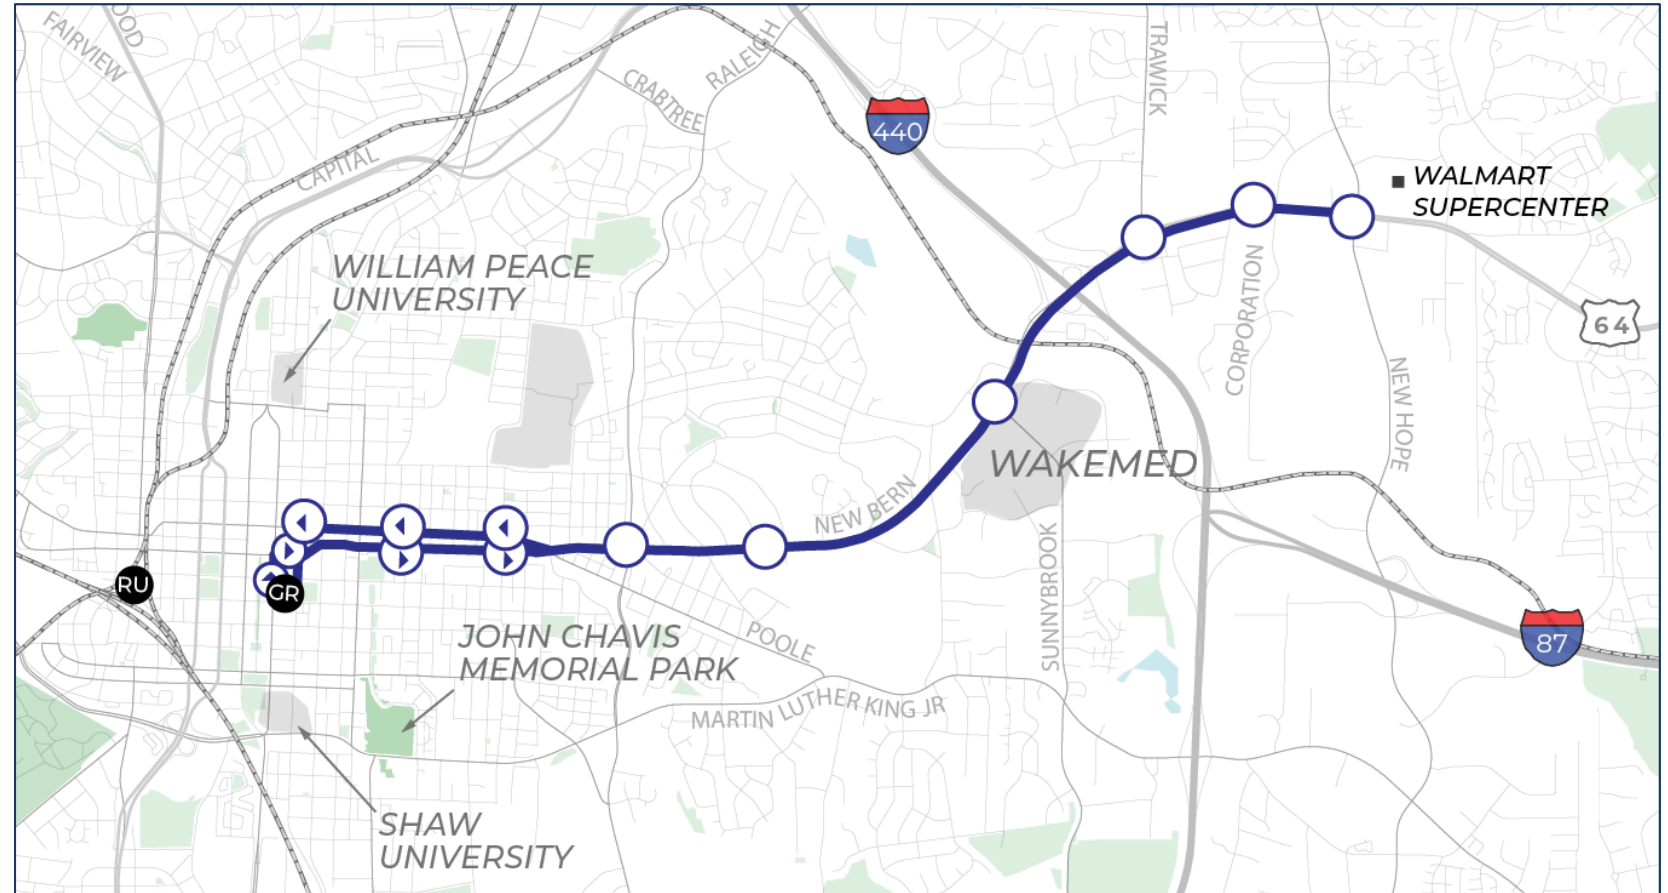 OOD
FAIRVIEW
CRABTREE
RALEIGH
TRAWICK
440
CAPITAL
WALMART
SUPERCENTER
WILLIAM PEACE
UNIVERSITY
CORPORATION
64
NEW HOPE
WAKEMED
NEW BERN
SUNNYBROOK
RU
GR
JOHN CHAVIS
MEMORIAL PARK
POOLE
87
MARTIN LUTHER KING JR
SHAW
UNIVERSITY